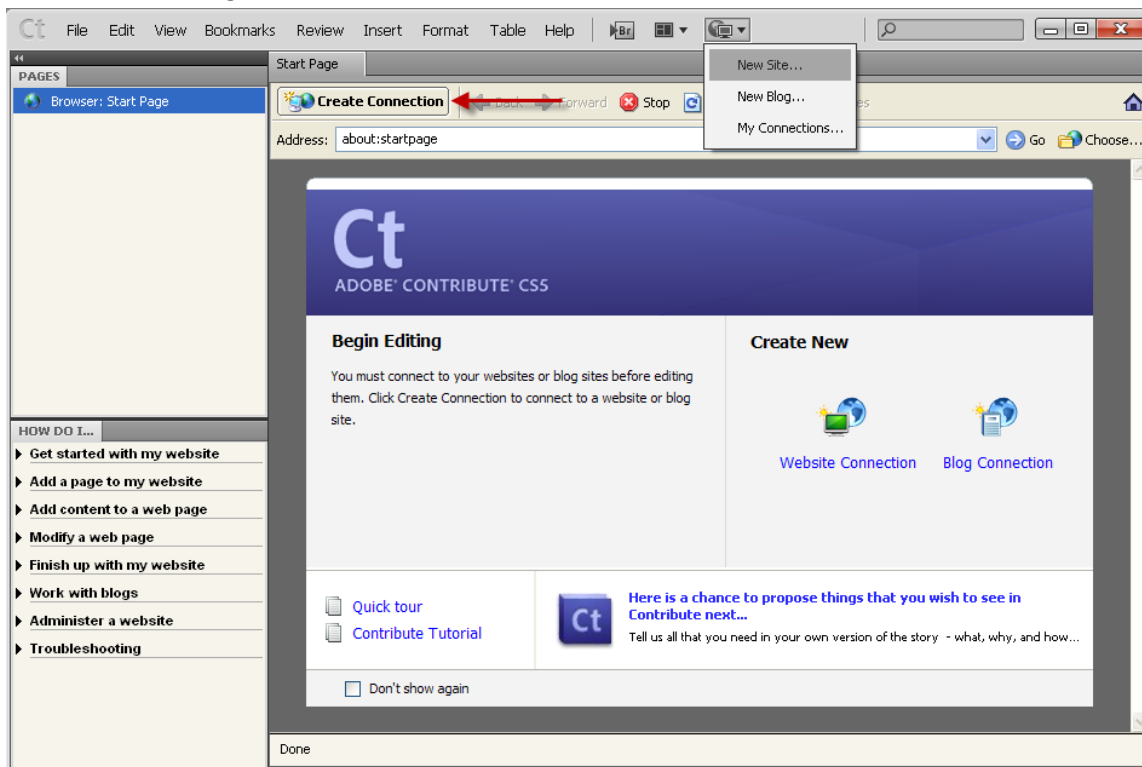 Ct File Edit View Bookmarks Review Insert Format Table Help Br
New Site...
New Blog...
My Connections...
PAGES
Browser: Start Page
Start Page
Create Connection Back Forward Stop
Address: about:startpage Go Choose...
Ct
ADOBE® CONTRIBUTE® CS5
Begin Editing
You must connect to your websites or blog sites before editing
them. Click Create Connection to connect to a website or blog
site.
Create New
Website Connection Blog Connection
HOW DO I...
Get started with my website
Add a page to my website
Add content to a web page
Modify a web page
Finish up with my website
Work with blogs
Administer a website
Troubleshooting
Quick tour
Contribute Tutorial
Ct
Here is a chance to propose things that you wish to see in
Contribute next...
Tell us all that you need in your own version of the story - what, why, and how...
Don't show again
Done